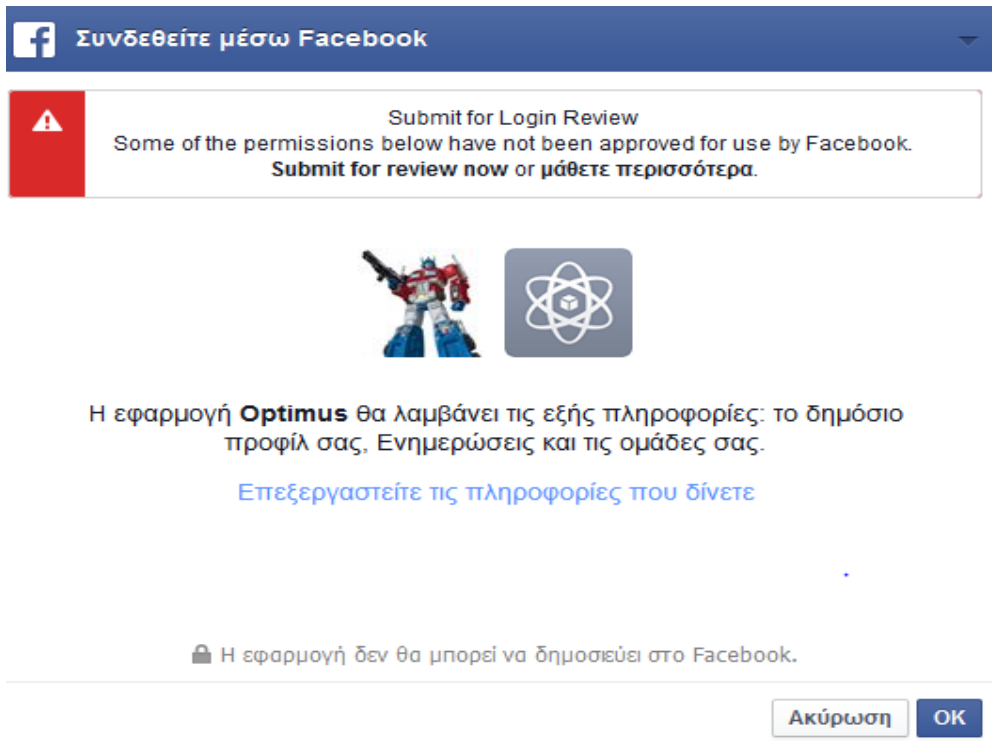 Συνδεθείτε μέσω Facebook
Submit for Login Review
Some of the permissions below have not been approved for use by Facebook.
Submit for review now or μάθετε περισσότερα.
Η εφαρμογή Optimus θα λαμβάνει τις εξής πληροφορίες: το δημόσιο
προφίλ σας, Ενημερώσεις και τις ομάδες σας.
Επεξεργαστείτε τις πληροφορίες που δίνετε
Η εφαρμογή δεν θα μπορεί να δημοσιεύει στο Facebook.
Ακύρωση OK